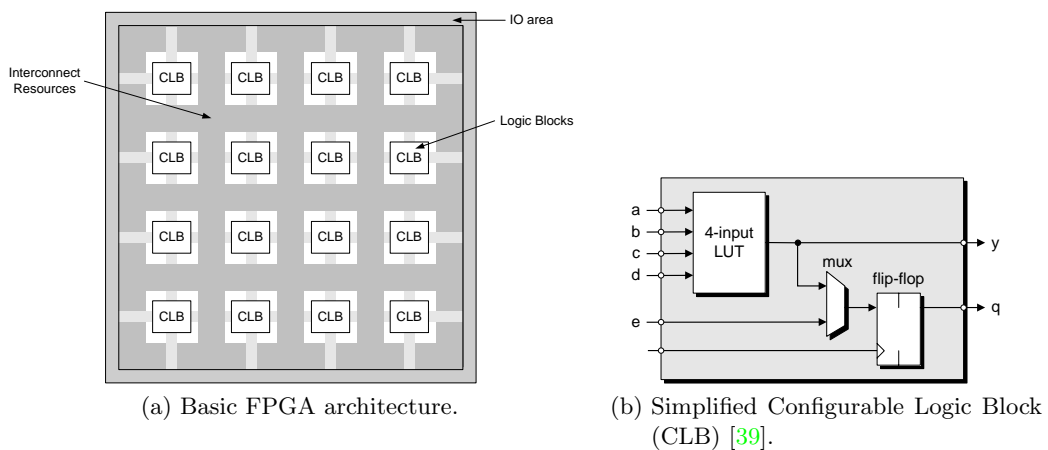 IO area
Interconnect
Resources
CLB CLB CLB CLB
Logic Blocks
CLB CLB CLB CLB
CLB CLB CLB CLB
CLB CLB CLB CLB
(a) Basic FPGA architecture.
a
b
c
d
e
4-input
LUT
mux
flip-flop
y
q
(b) Simplified Configurable Logic Block
(CLB) [39].